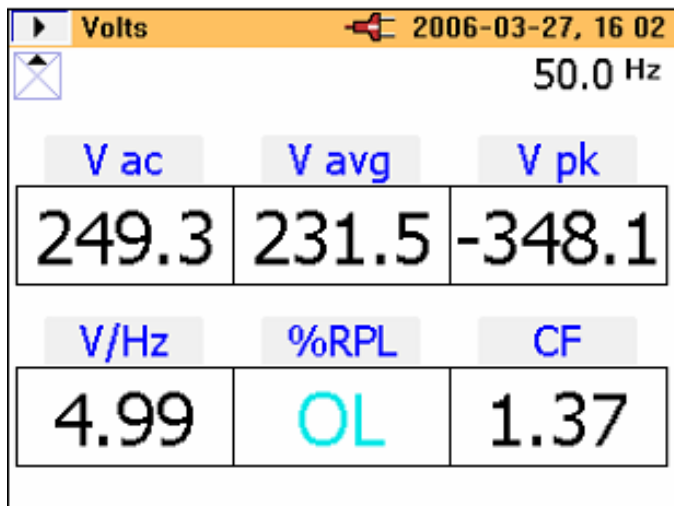 Volts 2006-03-27, 16 02
50.0 Hz
V ac V avg V pk
249.3 231.5 -348.1
V/Hz %RPL CF
4.99 OL 1.37